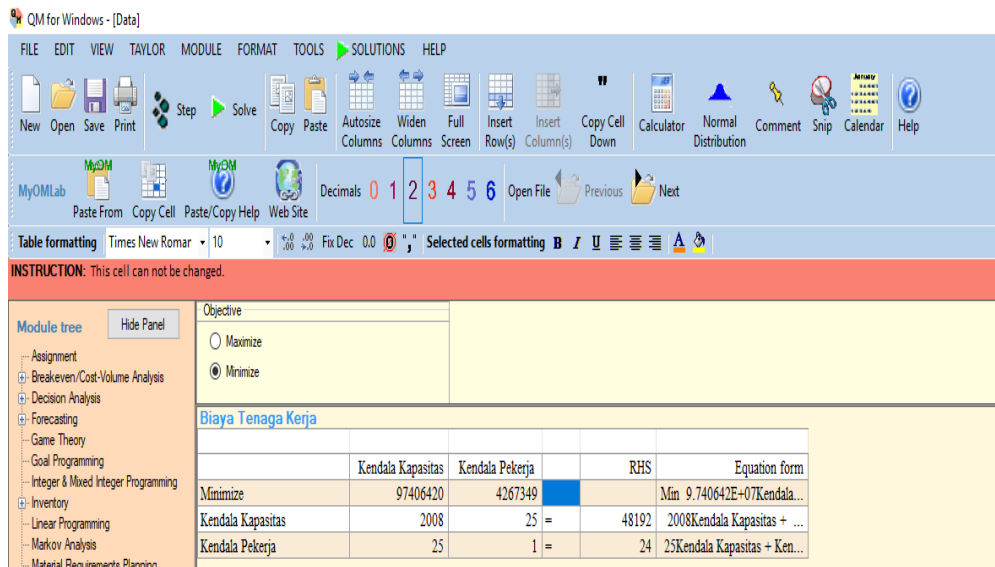 QM for Windows - [Data]
FILE EDIT VIEW TAYLOR MODULE FORMAT TOOLS SOLUTIONS HELP
New Open Save Print Step Solve Copy Paste Autosize Columns Widen Columns Full Screen Insert Row(s) Insert Column(s) Copy Cell Down Calculator Normal Distribution Comment Snip Calendar Help
MyOMLab MyOM Paste From Copy Cell MyOM Paste/Copy Help Web Site Decimals 0 1 2 3 4 5 6 Open File Previous Next
Table formatting Times New Romar 10 Fix Dec 0.0 0 "," Selected cells formatting B I U A
INSTRUCTION: This cell can not be changed.
Module tree Hide Panel
Assignment
Breakeven/Cost-Volume Analysis
Decision Analysis
Forecasting
Game Theory
Goal Programming
Integer & Mixed Integer Programming
Inventory
Linear Programming
Markov Analysis
Material Requirements Planning
Objective
Maximize
Minimize
Biaya Tenaga Kerja
Kendala Kapasitas Kendala Pekerja RHS Equation form
Minimize 97406420 4267349 Min 9.740642E+07Kendala...
Kendala Kapasitas 2008 25 = 48192 2008Kendala Kapasitas + ...
Kendala Pekerja 25 1 = 24 25Kendala Kapasitas + Ken...